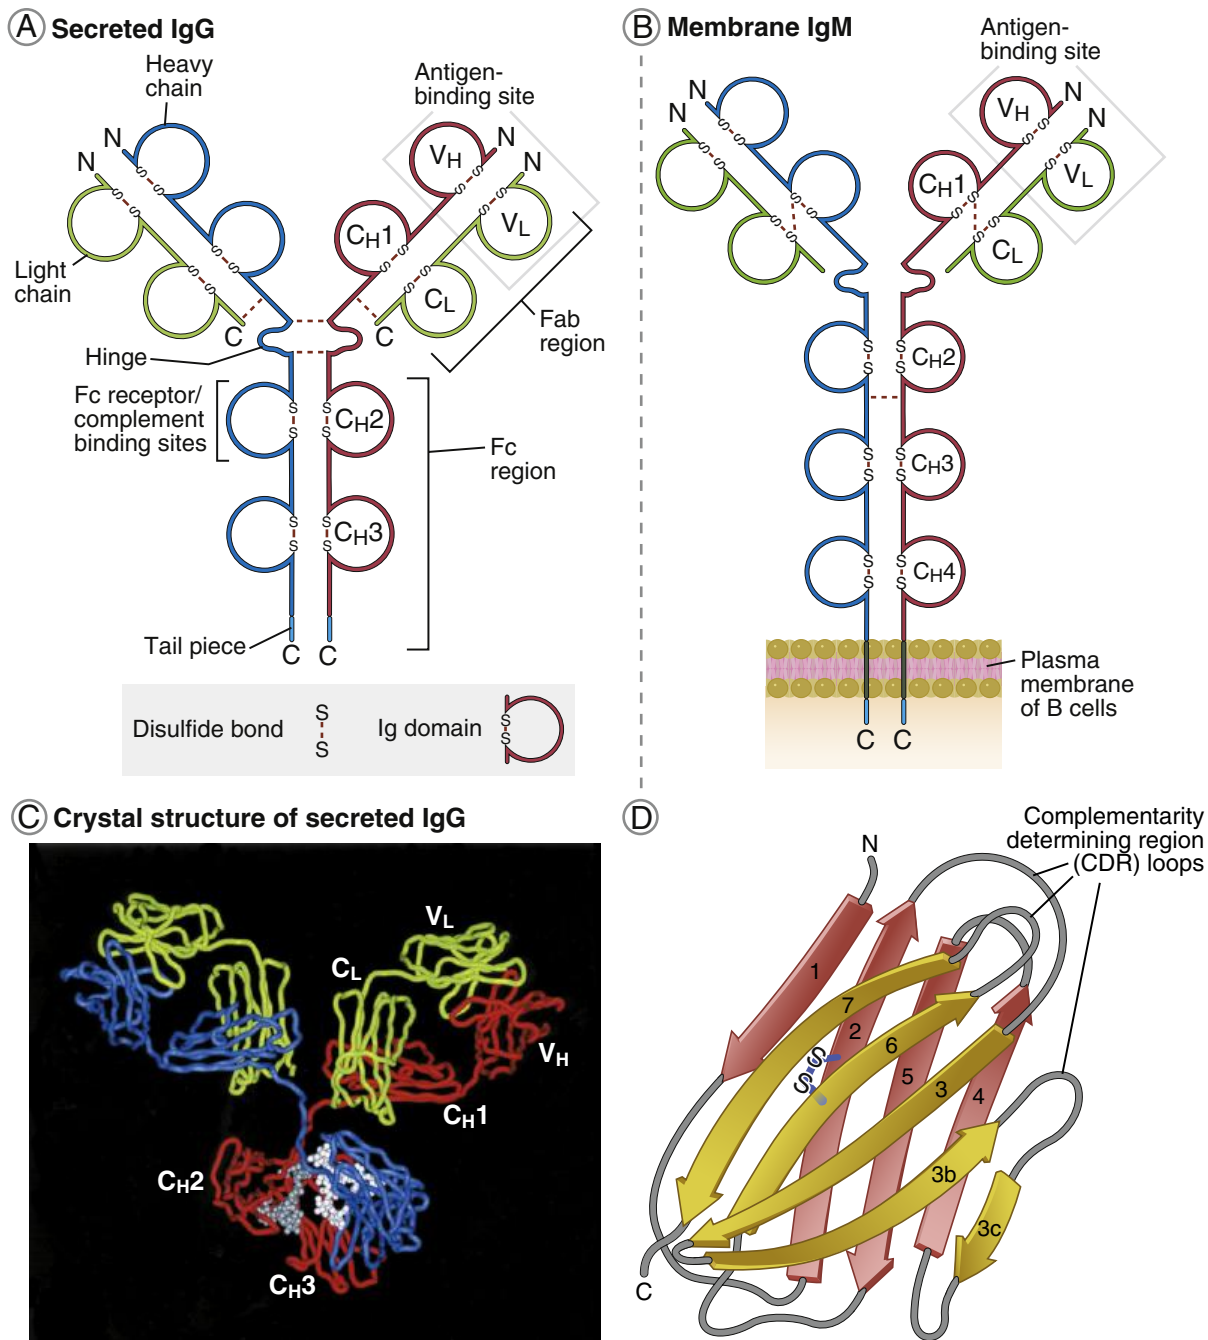 A Secreted IgG
Heavy
chain
Antigen-
binding site
N
N
N
N
VH
VL
CH1
CL
Light
chain
C
C
Hinge
Fab
region
Fc receptor/
complement
binding sites
CH2
Fc
region
CH3
Tail piece
C C
S S S S S S S S
S S S S S S S S
S S S S S S S S
Disulfide bond
S
S
Ig domain
S
S
B Membrane IgM
Antigen-
binding site
N
N
N
N
VH
VL
CH1
CL
CH2
CH3
CH4
S S S S S S S S
S S S S S S S S
S S S S S S S S
S S S S
Plasma
membrane
of B cells
C C
C Crystal structure of secreted IgG
VL
CL
VH
CH1
CH2
CH3
D
Complementarity
determining region
(CDR) loops
N
1
7
2
6
5
3
4
S
S
3b
3c
C